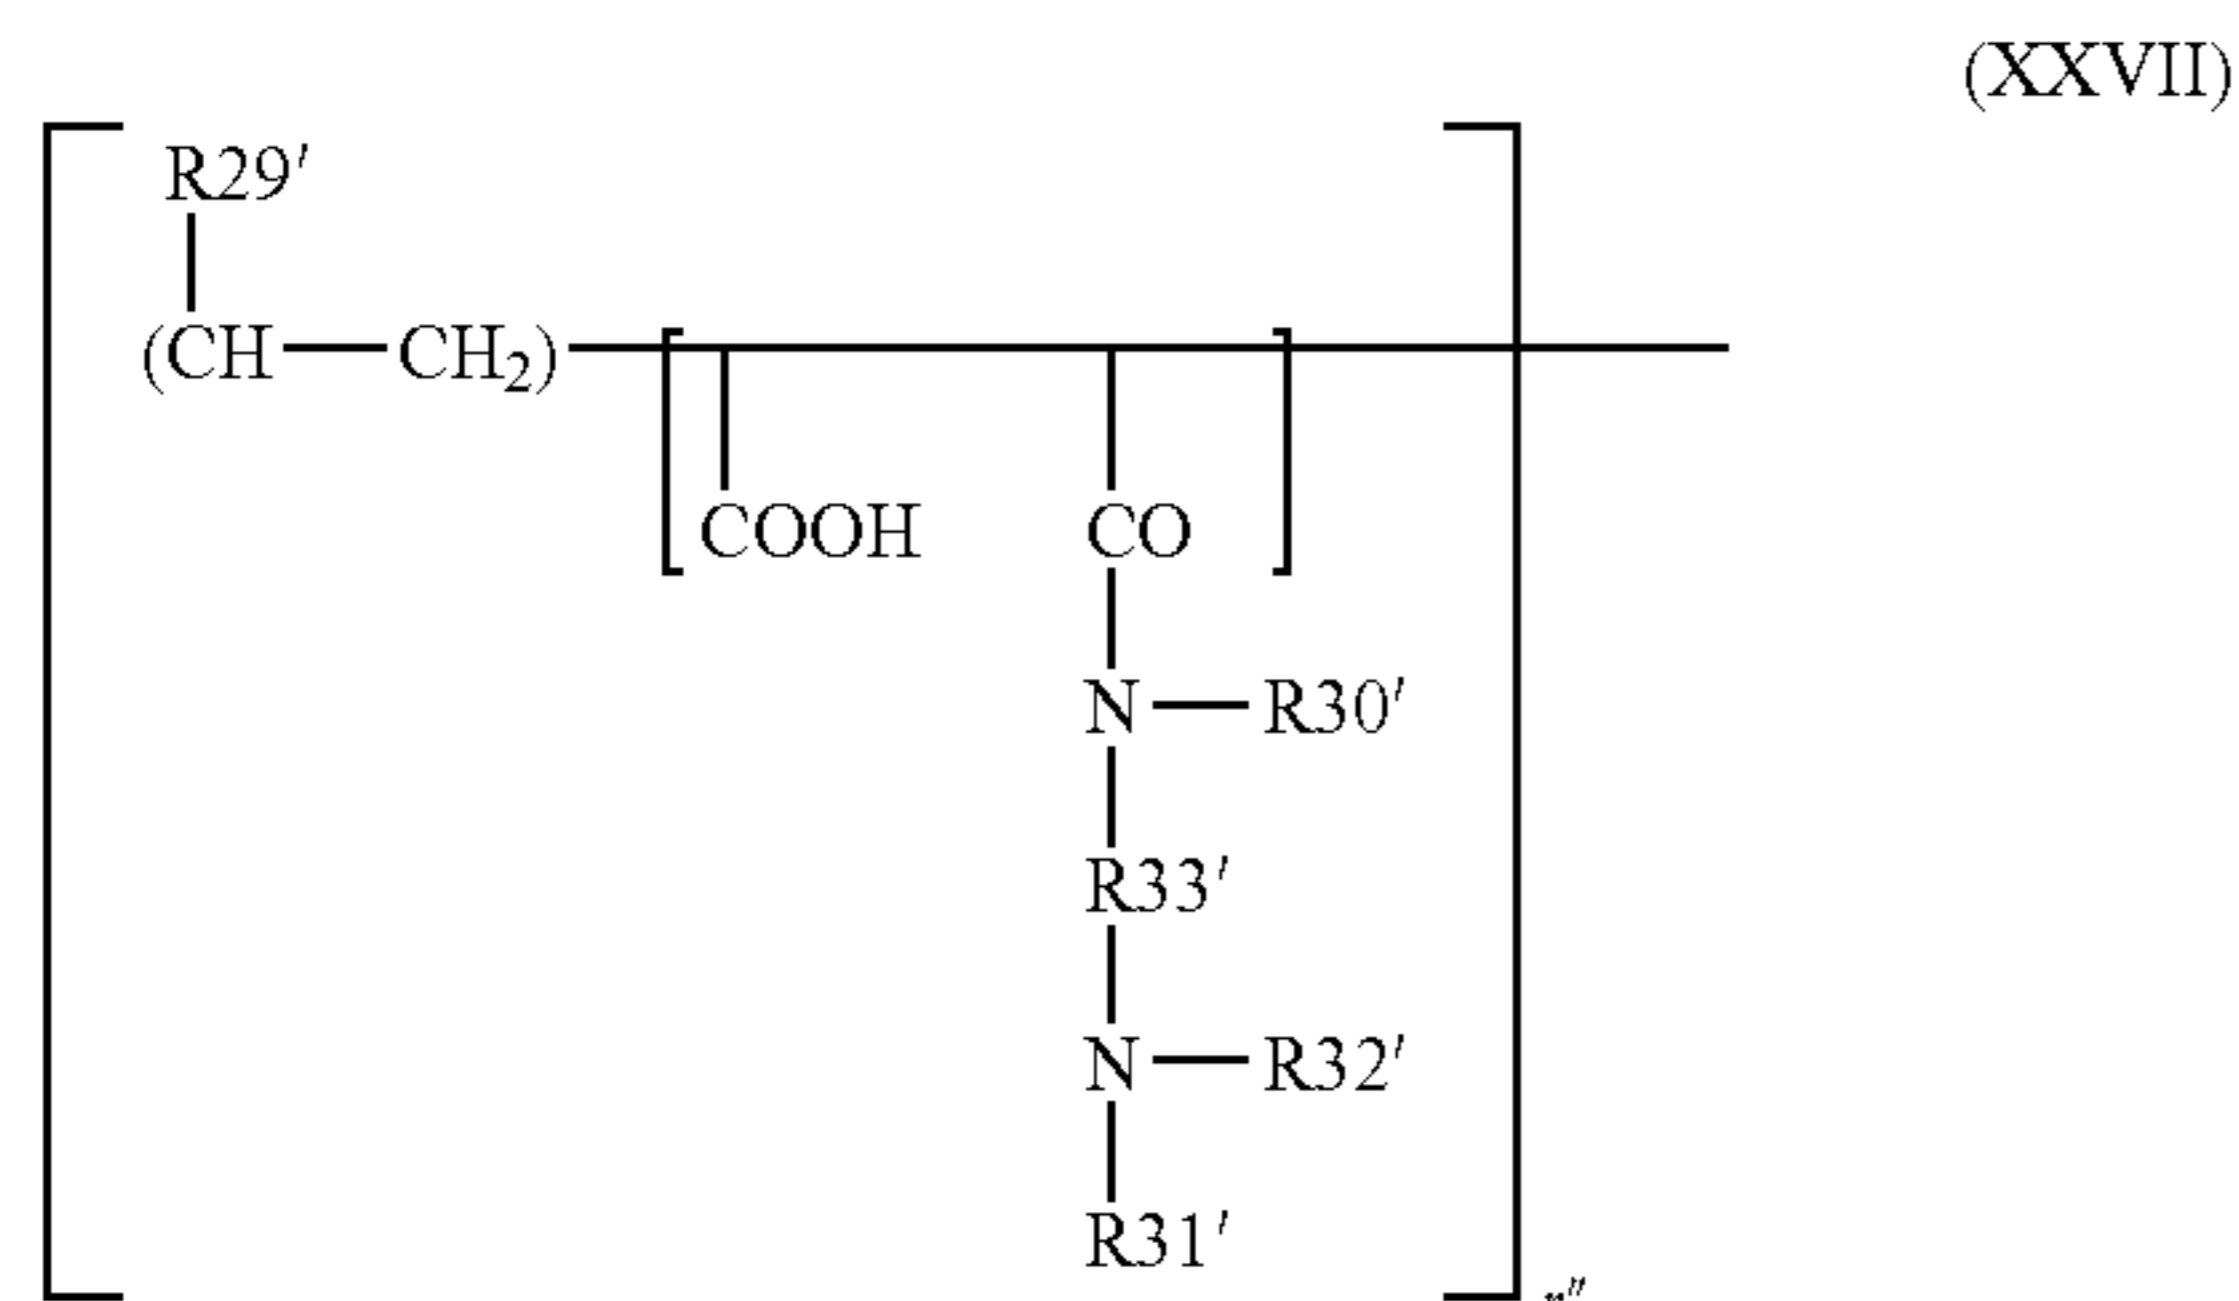 (XXVII)
R29′
(CH—CH₂)
COOH CO
N—R30′
R33′
N—R32′
R31′